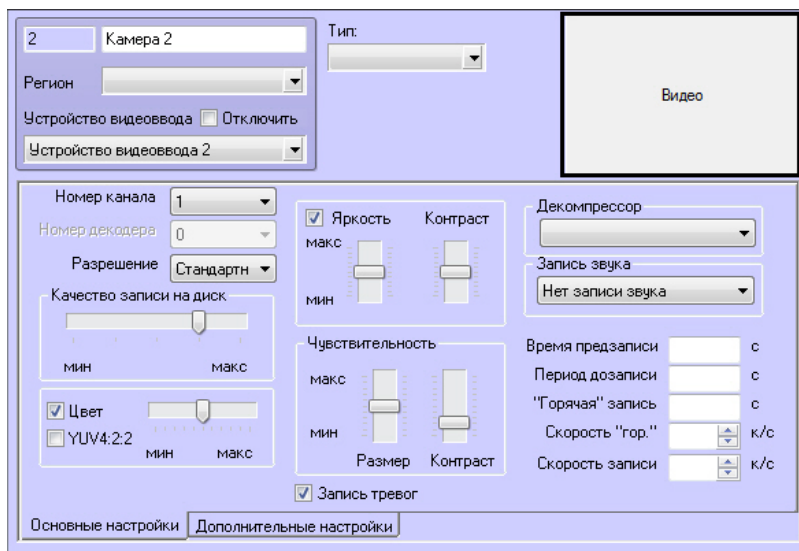 2 Камера 2
Тип:
Регион
Видео
Устройство видеоввода Отключить
Устройство видеоввода 2
Номер канала 1
Номер декодера 0
Разрешение Стандартн
Качество записи на диск
мин макс
Цвет
YUV4:2:2
мин макс
Яркость Контраст
макс
мин
Чувствительность
макс
мин
Размер Контраст
Запись тревог
Декомпрессор
Запись звука
Нет записи звука
Время предзаписи с
Период дозаписи с
"Горячая" запись с
Скорость "гор." к/с
Скорость записи к/с
Основные настройки Дополнительные настройки